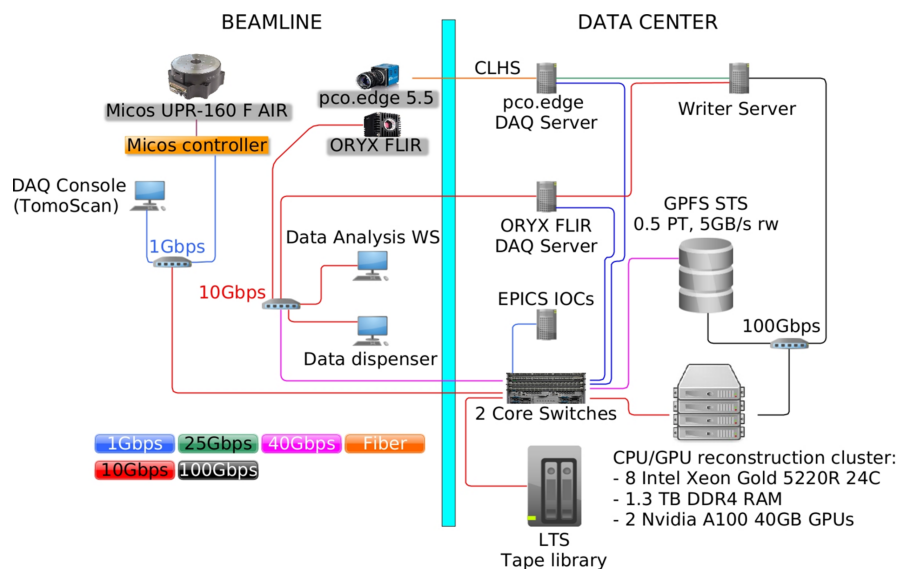 BEAMLINE
DATA CENTER
CLHS
Micos UPR-160 F AIR
pco.edge 5.5
pco.edge
DAQ Server
Writer Server
Micos controller
ORYX FLIR
DAQ Console
(TomoScan)
1Gbps
Data Analysis WS
ORYX FLIR
DAQ Server
GPFS STS
0.5 PT, 5GB/s rw
10Gbps
EPICS IOCs
100Gbps
Data dispenser
2 Core Switches
1Gbps
25Gbps
40Gbps
Fiber
10Gbps
100Gbps
CPU/GPU reconstruction cluster:
- 8 Intel Xeon Gold 5220R 24C
- 1.3 TB DDR4 RAM
- 2 Nvidia A100 40GB GPUs
LTS
Tape library